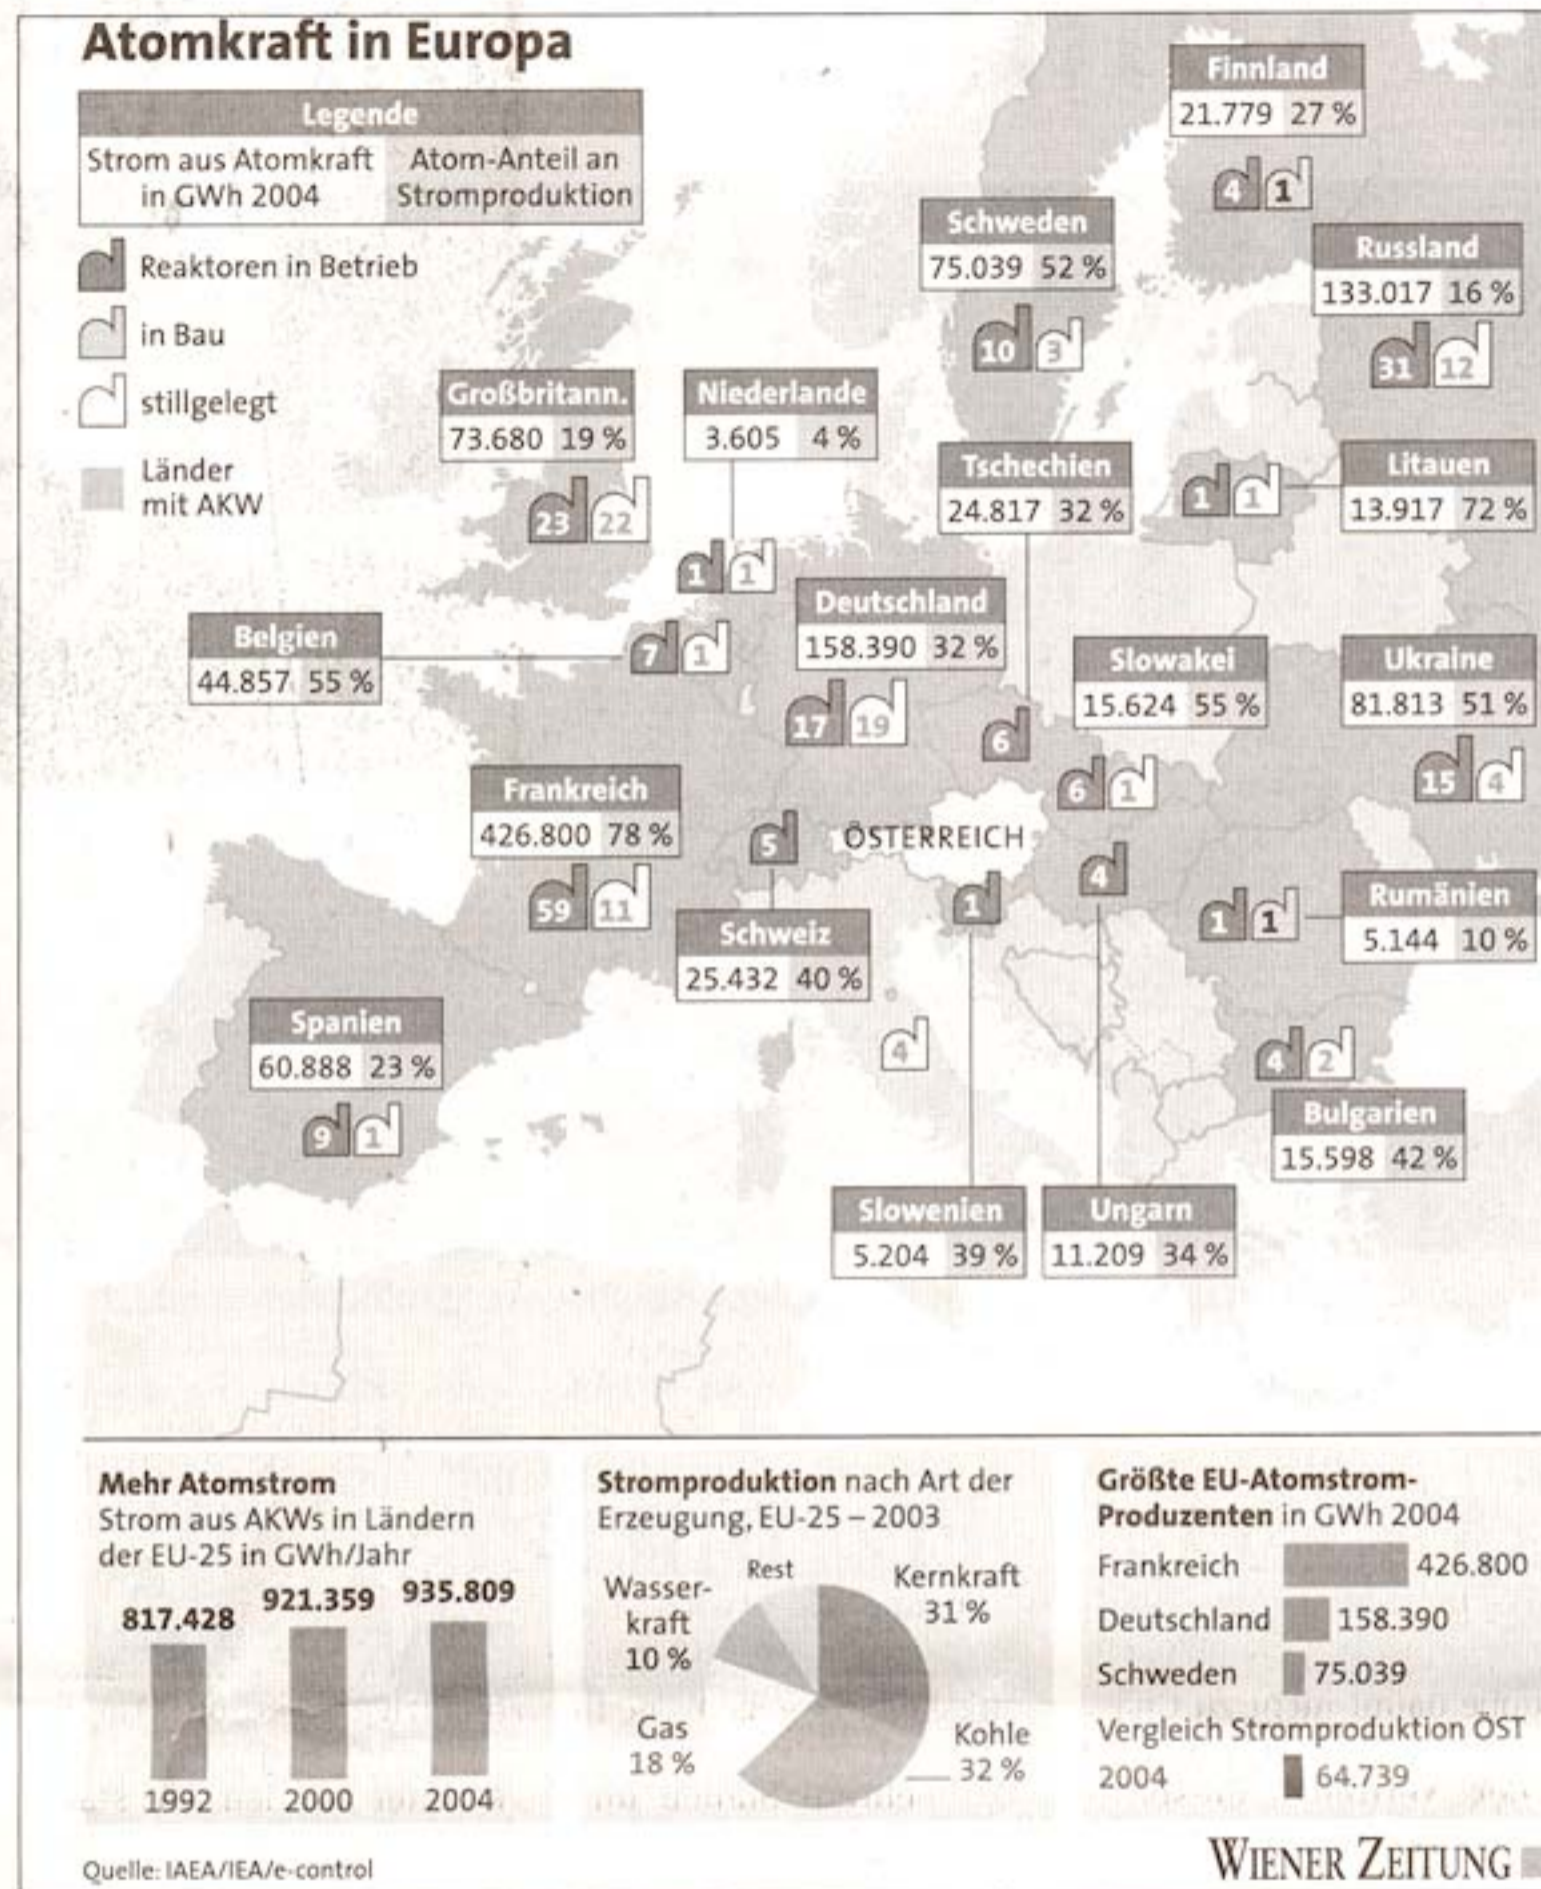 Atomkraft in Europa
Legende
Strom aus Atomkraft
in GWh 2004
Atom-Anteil an
Stromproduktion
Reaktoren in Betrieb
in Bau
stillgelegt
Länder
mit AKW
Finnland
21.779 27 %
4 1
Schweden
75.039 52 %
10 3
Russland
133.017 16 %
31 12
Großbritann.
73.680 19 %
23 22
Niederlande
3.605 4 %
1 1
Tschechien
24.817 32 %
6
Litauen
13.917 72 %
1 1
Belgien
44.857 55 %
7 1
Deutschland
158.390 32 %
17 19
Slowakei
15.624 55 %
6 1
Ukraine
81.813 51 %
15 4
Frankreich
426.800 78 %
59 11
5
ÖSTERREICH
Schweiz
25.432 40 %
4
1
Rumänien
5.144 10 %
1 1
Spanien
60.888 23 %
9 1
4
4 2
Bulgarien
15.598 42 %
Slowenien
5.204 39 %
Ungarn
11.209 34 %
Mehr Atomstrom
Strom aus AKWs in Ländern
der EU-25 in GWh/Jahr
817.428 921.359 935.809
1992 2000 2004
Stromproduktion nach Art der
Erzeugung, EU-25 – 2003
Rest
Kernkraft
31 %
Wasser-
kraft
10 %
Gas
18 %
Kohle
32 %
Größte EU-Atomstrom-
Produzenten in GWh 2004
Frankreich 426.800
Deutschland 158.390
Schweden 75.039
Vergleich Stromproduktion ÖST
2004 64.739
Quelle: IAEA/IEA/e-control
WIENER ZEITUNG